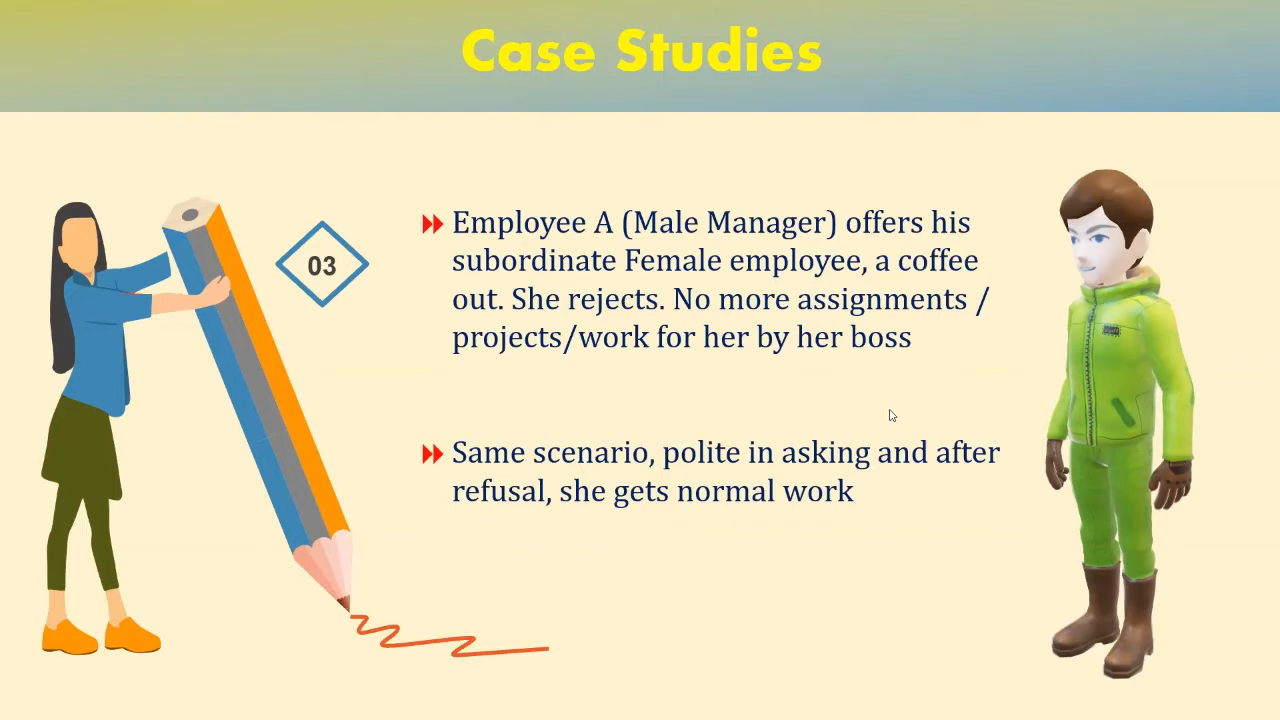 Case Studies
03
Employee A (Male Manager) offers his
subordinate Female employee, a coffee
out. She rejects. No more assignments /
projects/work for her by her boss
Same scenario, polite in asking and after
refusal, she gets normal work